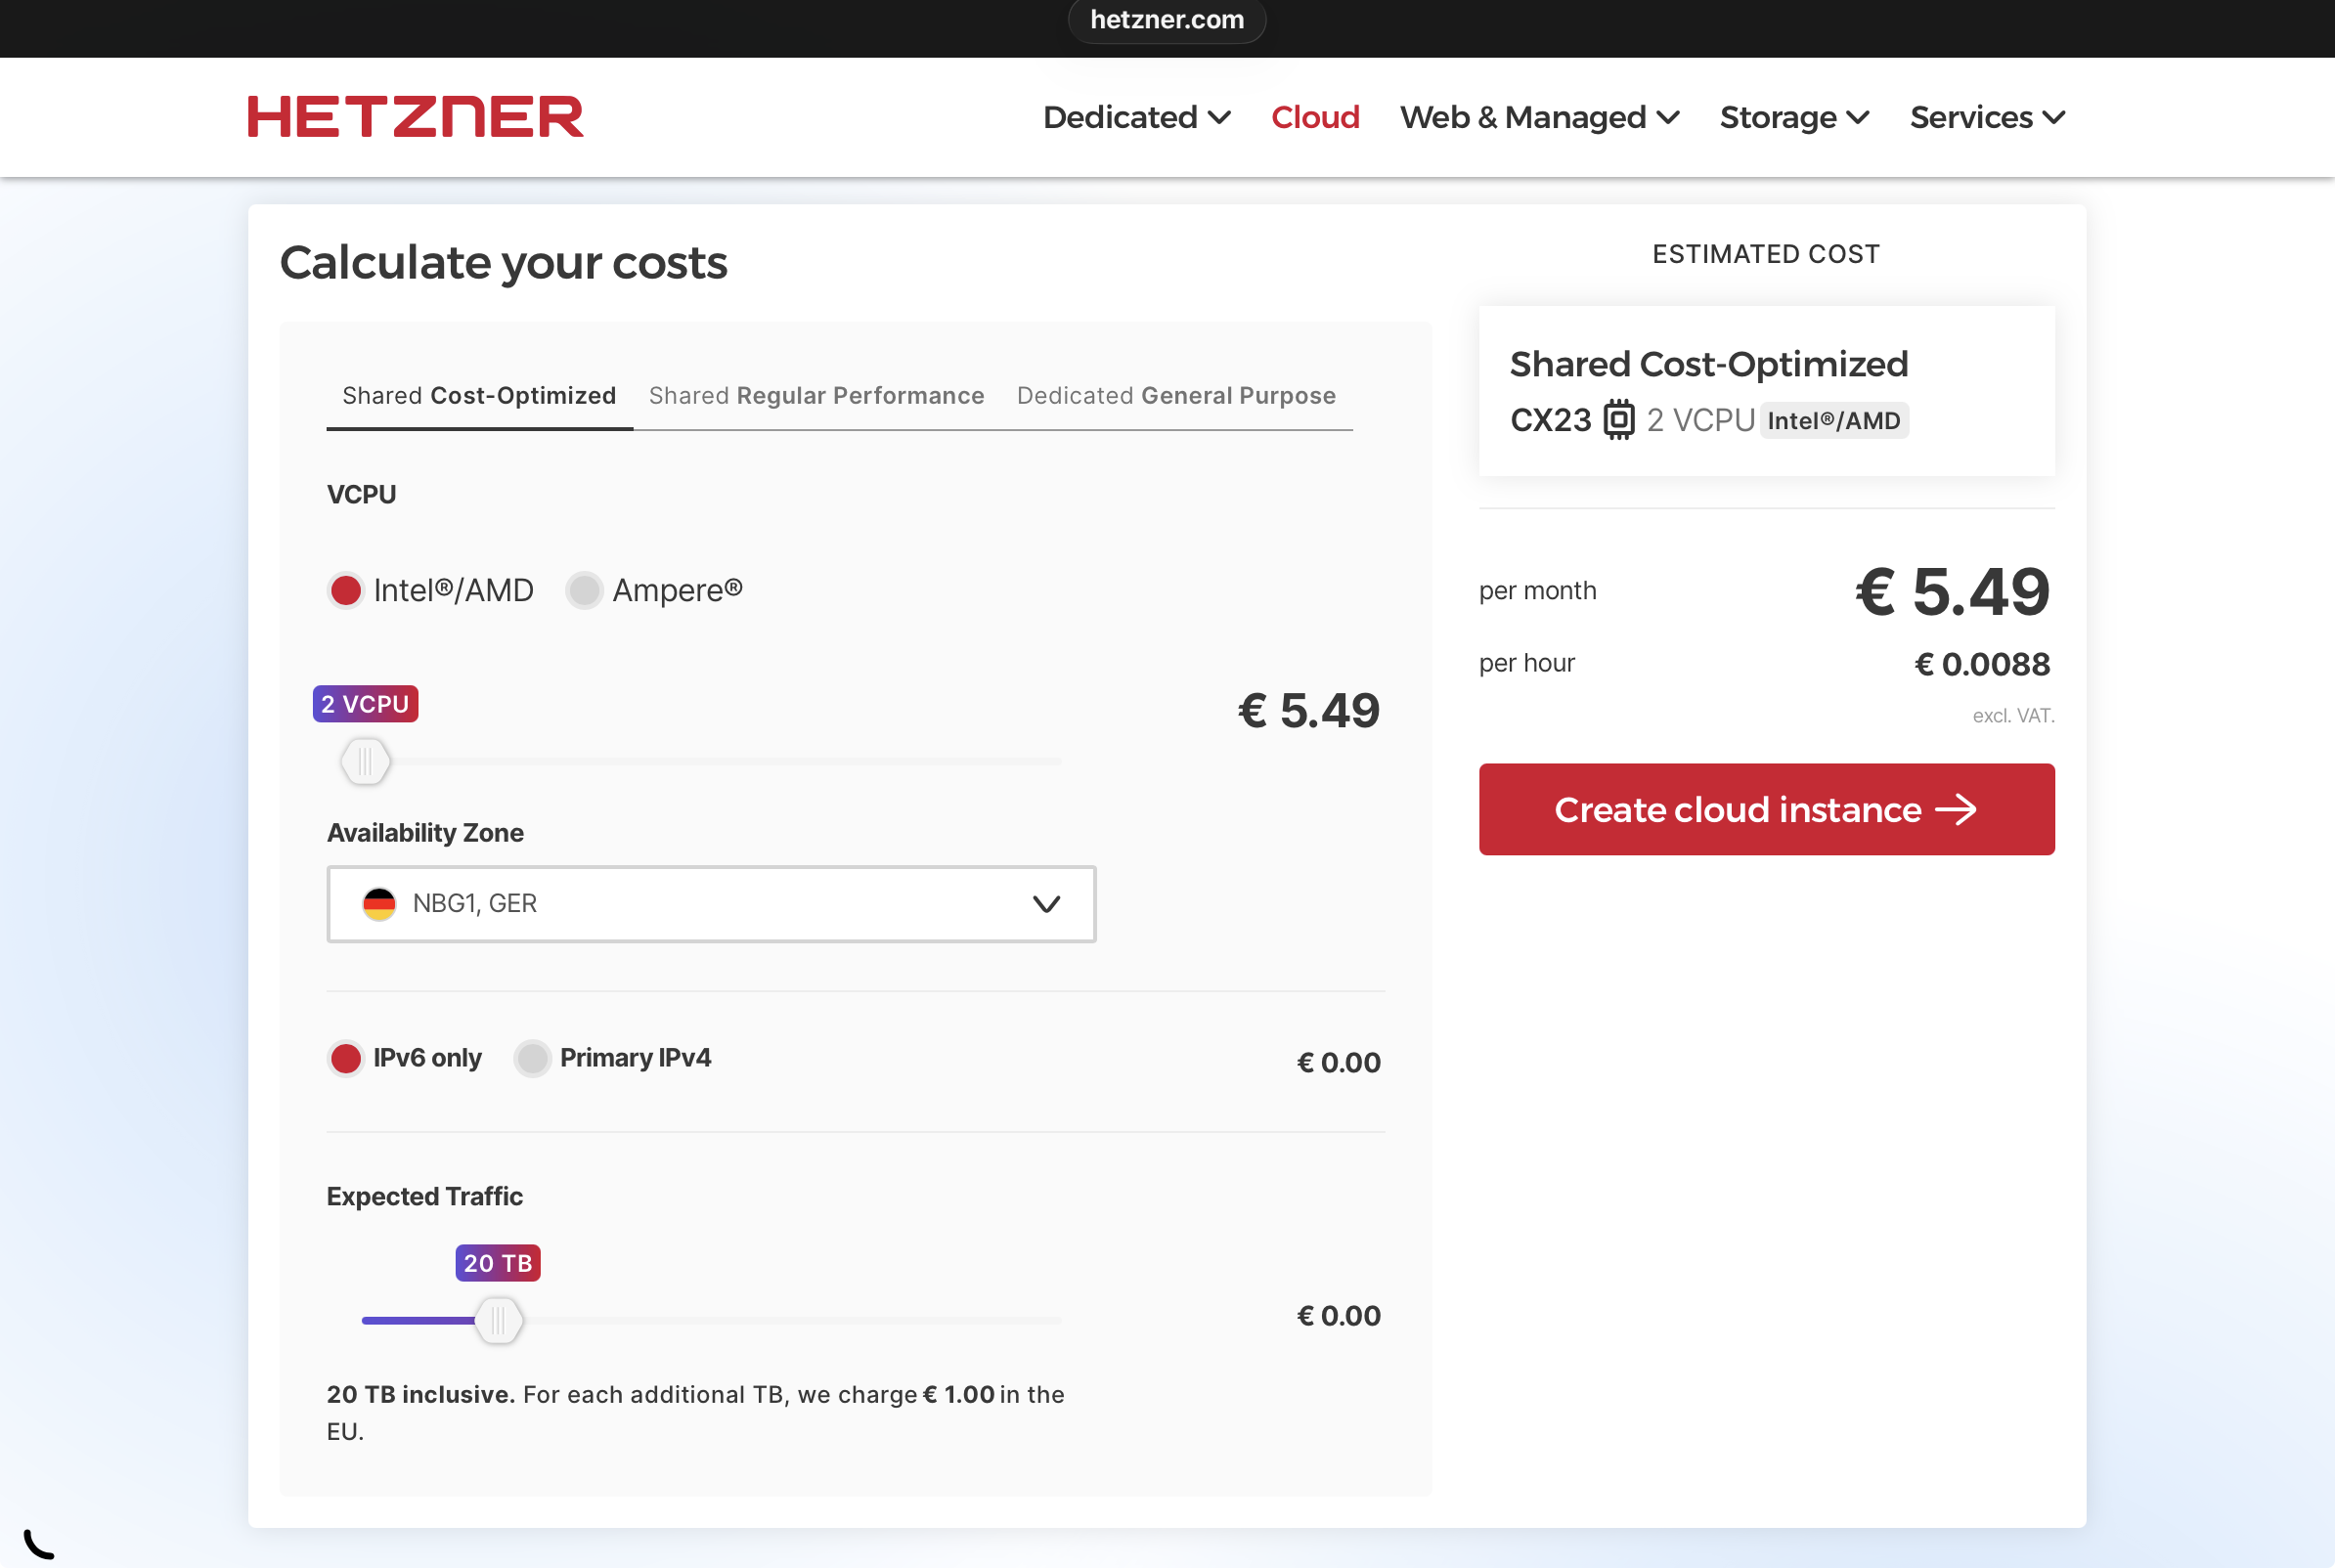 hetzner.com
HETZNER
Dedicated Cloud Web & Managed Storage Services
Calculate your costs
Shared Cost-Optimized Shared Regular Performance Dedicated General Purpose
VCPU
Intel®/AMD Ampere®
2 VCPU
€ 5.49
Availability Zone
NBG1, GER
IPv6 only Primary IPv4 € 0.00
Expected Traffic
20 TB
€ 0.00
20 TB inclusive. For each additional TB, we charge € 1.00 in the
EU.
ESTIMATED COST
Shared Cost-Optimized
CX23 2 VCPU Intel®/AMD
per month € 5.49
per hour € 0.0088
excl. VAT.
Create cloud instance